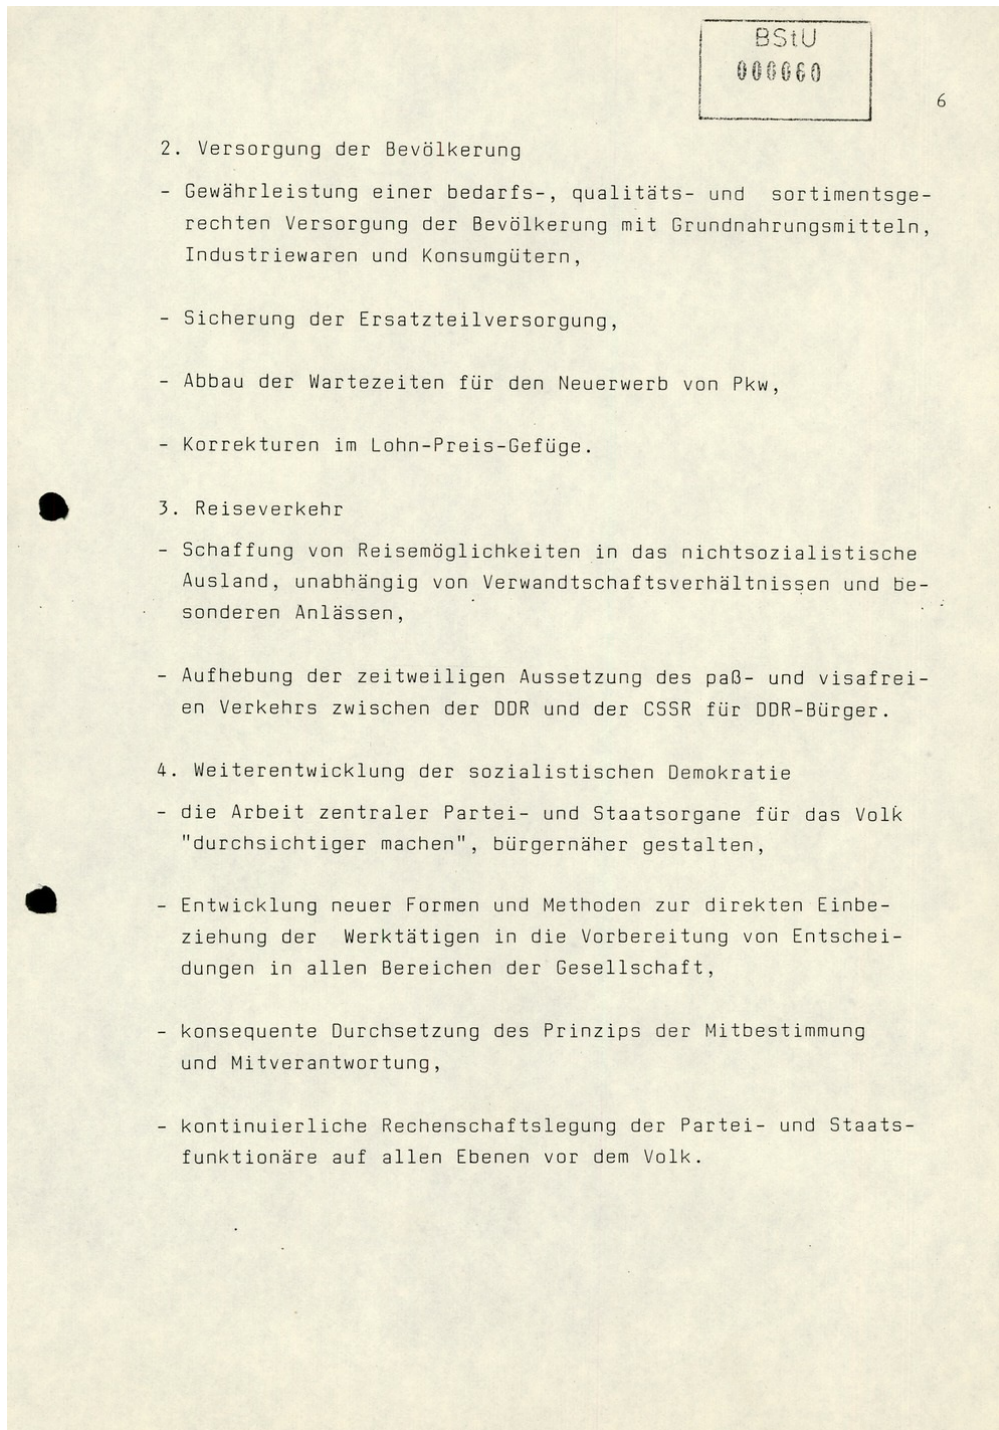 BStU
000060
6
2. Versorgung der Bevölkerung
- Gewährleistung einer bedarfs-, qualitäts- und sortimentsge-
rechten Versorgung der Bevölkerung mit Grundnahrungsmitteln,
Industriewaren und Konsumgütern,
- Sicherung der Ersatzteilversorgung,
- Abbau der Wartezeiten für den Neuerwerb von Pkw,
- Korrekturen im Lohn-Preis-Gefüge.
3. Reiseverkehr
- Schaffung von Reisemöglichkeiten in das nichtsozialistische
Ausland, unabhängig von Verwandtschaftsverhältnissen und be-
sonderen Anlässen,
- Aufhebung der zeitweiligen Aussetzung des paß- und visafrei-
en Verkehrs zwischen der DDR und der CSSR für DDR-Bürger.
4. Weiterentwicklung der sozialistischen Demokratie
- die Arbeit zentraler Partei- und Staatsorgane für das Volk
"durchsichtiger machen", bürgernäher gestalten,
- Entwicklung neuer Formen und Methoden zur direkten Einbe-
ziehung der Werktätigen in die Vorbereitung von Entschei-
dungen in allen Bereichen der Gesellschaft,
- konsequente Durchsetzung des Prinzips der Mitbestimmung
und Mitverantwortung,
- kontinuierliche Rechenschaftslegung der Partei- und Staats-
funktionäre auf allen Ebenen vor dem Volk.